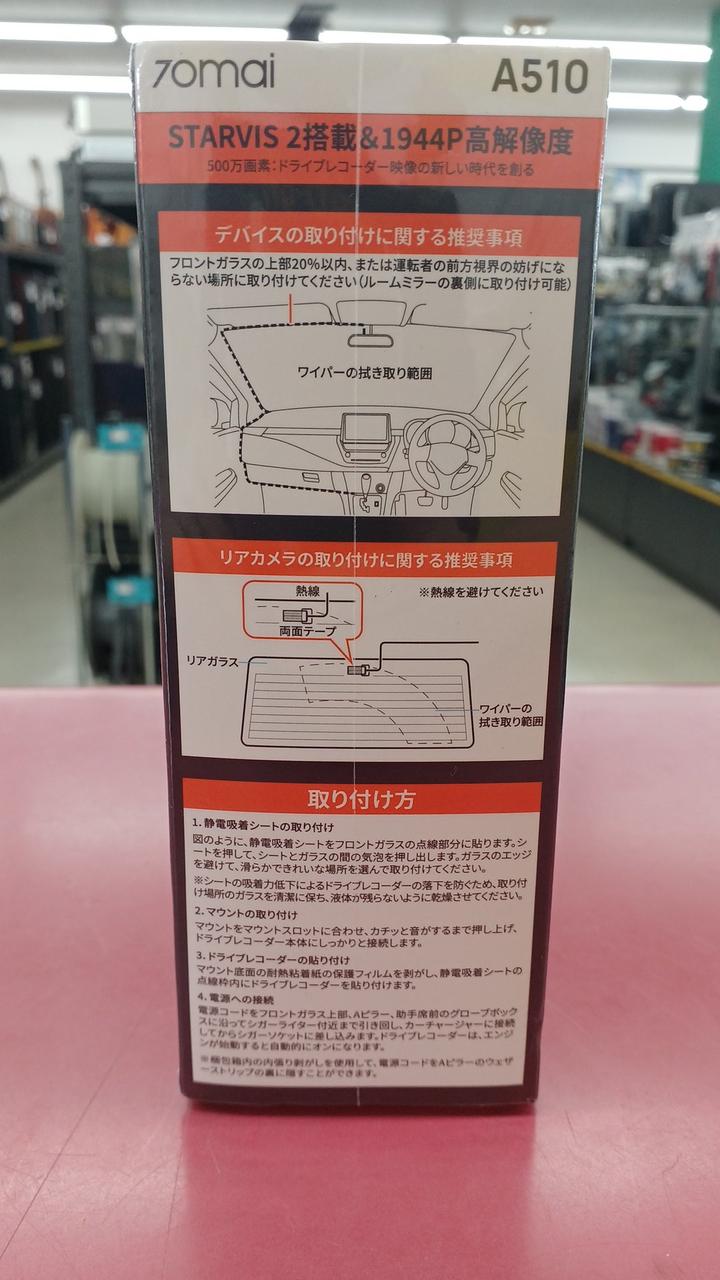 70mai
A510
STARVIS 2搭載&1944P高解像度
500万画素:ドライブレコーダー映像の新しい時代を創る
デバイスの取り付けに関する推奨事項
フロントガラスの上部20%以内、または運転者の前方視界の妨げにな
らない場所に取り付けてください(ルームミラーの裏側に取り付け可能)
ワイパーの拭き取り範囲
リアカメラの取り付けに関する推奨事項
熱線
※熱線を避けてください
両面テープ
リアガラス
ワイパーの
拭き取り範囲
取り付け方
1. 静電吸着シートの取り付け
図のように、静電吸着シートをフロントガラスの点線部分に貼ります。シ
ートを押して、シートとガラスの間の気泡を押し出します。ガラスのエッジ
を避けて、滑らかできれいな場所を選んで取り付けてください。
※シートの吸着力低下によるドライブレコーダーの落下を防ぐため、取り付
け場所のガラスを清潔に保ち、液体が残らないように乾燥させてください。
2. マウントの取り付け
マウントをマウントスロットに合わせ、カチッと音がするまで押し上げ、
ドライブレコーダー本体にしっかりと接続します。
3. ドライブレコーダーの貼り付け
マウント底面の耐熱粘着紙の保護フィルムを剥がし、静電吸着シートの
点線枠内にドライブレコーダーを貼り付けます。
4. 電源への接続
電源コードをフロントガラス上部、Aピラー、助手席前のグローブボック
スに沿ってシガーライター付近まで引き回し、カーチャージャーに接続
してからシガーソケットに差し込みます。ドライブレコーダーは、エンジ
ンが始動すると自動的にオンになります。
※梱包箱内の内張り剥がしを使用して、電源コードをAピラーのウェザ
ーストリップの裏に隠すことができます。